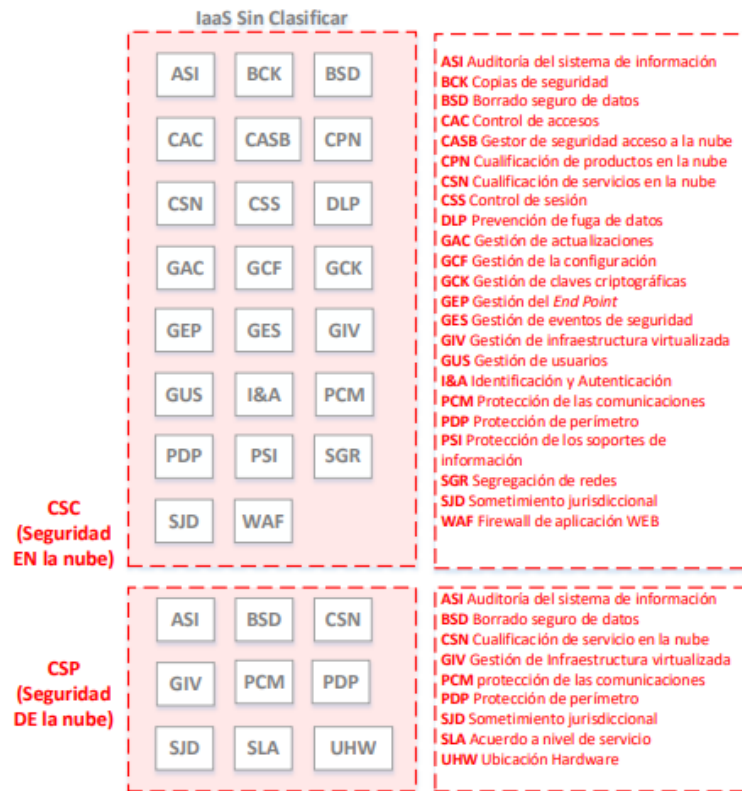 IaaS Sin Clasificar
ASI BCK BSD
CAC CASB CPN
CSN CSS DLP
GAC GCF GCK
GEP GES GIV
GUS I&A PCM
PDP PSI SGR
SJD WAF
CSC
(Seguridad
EN la nube)
ASI Auditoría del sistema de información
BCK Copias de seguridad
BSD Borrado seguro de datos
CAC Control de accesos
CASB Gestor de seguridad acceso a la nube
CPN Cualificación de productos en la nube
CSN Cualificación de servicios en la nube
CSS Control de sesión
DLP Prevención de fuga de datos
GAC Gestión de actualizaciones
GCF Gestión de la configuración
GCK Gestión de claves criptográficas
GEP Gestión del End Point
GES Gestión de eventos de seguridad
GIV Gestión de infraestructura virtualizada
GUS Gestión de usuarios
I&A Identificación y Autenticación
PCM Protección de las comunicaciones
PDP Protección de perímetro
PSI Protección de los soportes de
información
SGR Segregación de redes
SJD Sometimiento jurisdiccional
WAF Firewall de aplicación WEB
ASI BSD CSN
GIV PCM PDP
SJD SLA UHW
CSP
(Seguridad
DE la nube)
ASI Auditoría del sistema de información
BSD Borrado seguro de datos
CSN Cualificación de servicio en la nube
GIV Gestión de Infraestructura virtualizada
PCM protección de las comunicaciones
PDP Protección de perímetro
SJD Sometimiento jurisdiccional
SLA Acuerdo a nivel de servicio
UHW Ubicación Hardware